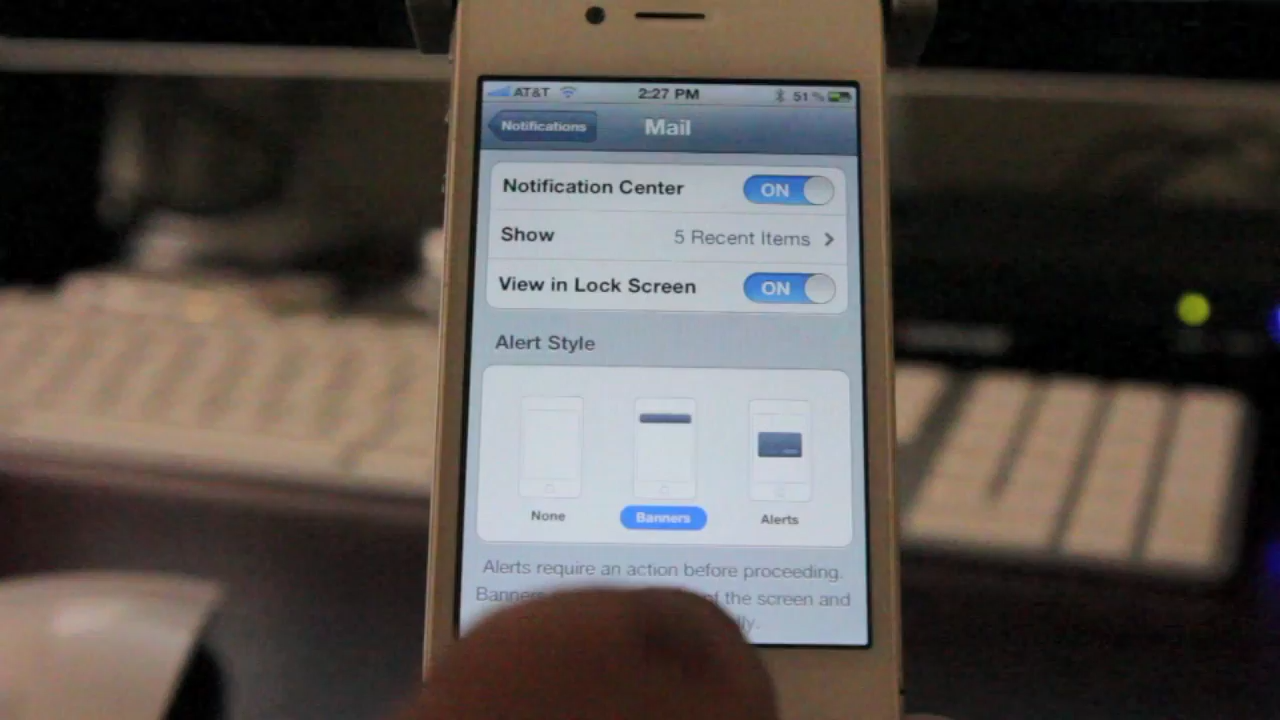 AT&T 2:27 PM 51%
Notifications Mail
Notification Center ON
Show 5 Recent Items
View in Lock Screen ON
Alert Style
None Banners Alerts
Alerts require an action before proceeding.
Banners of the screen and